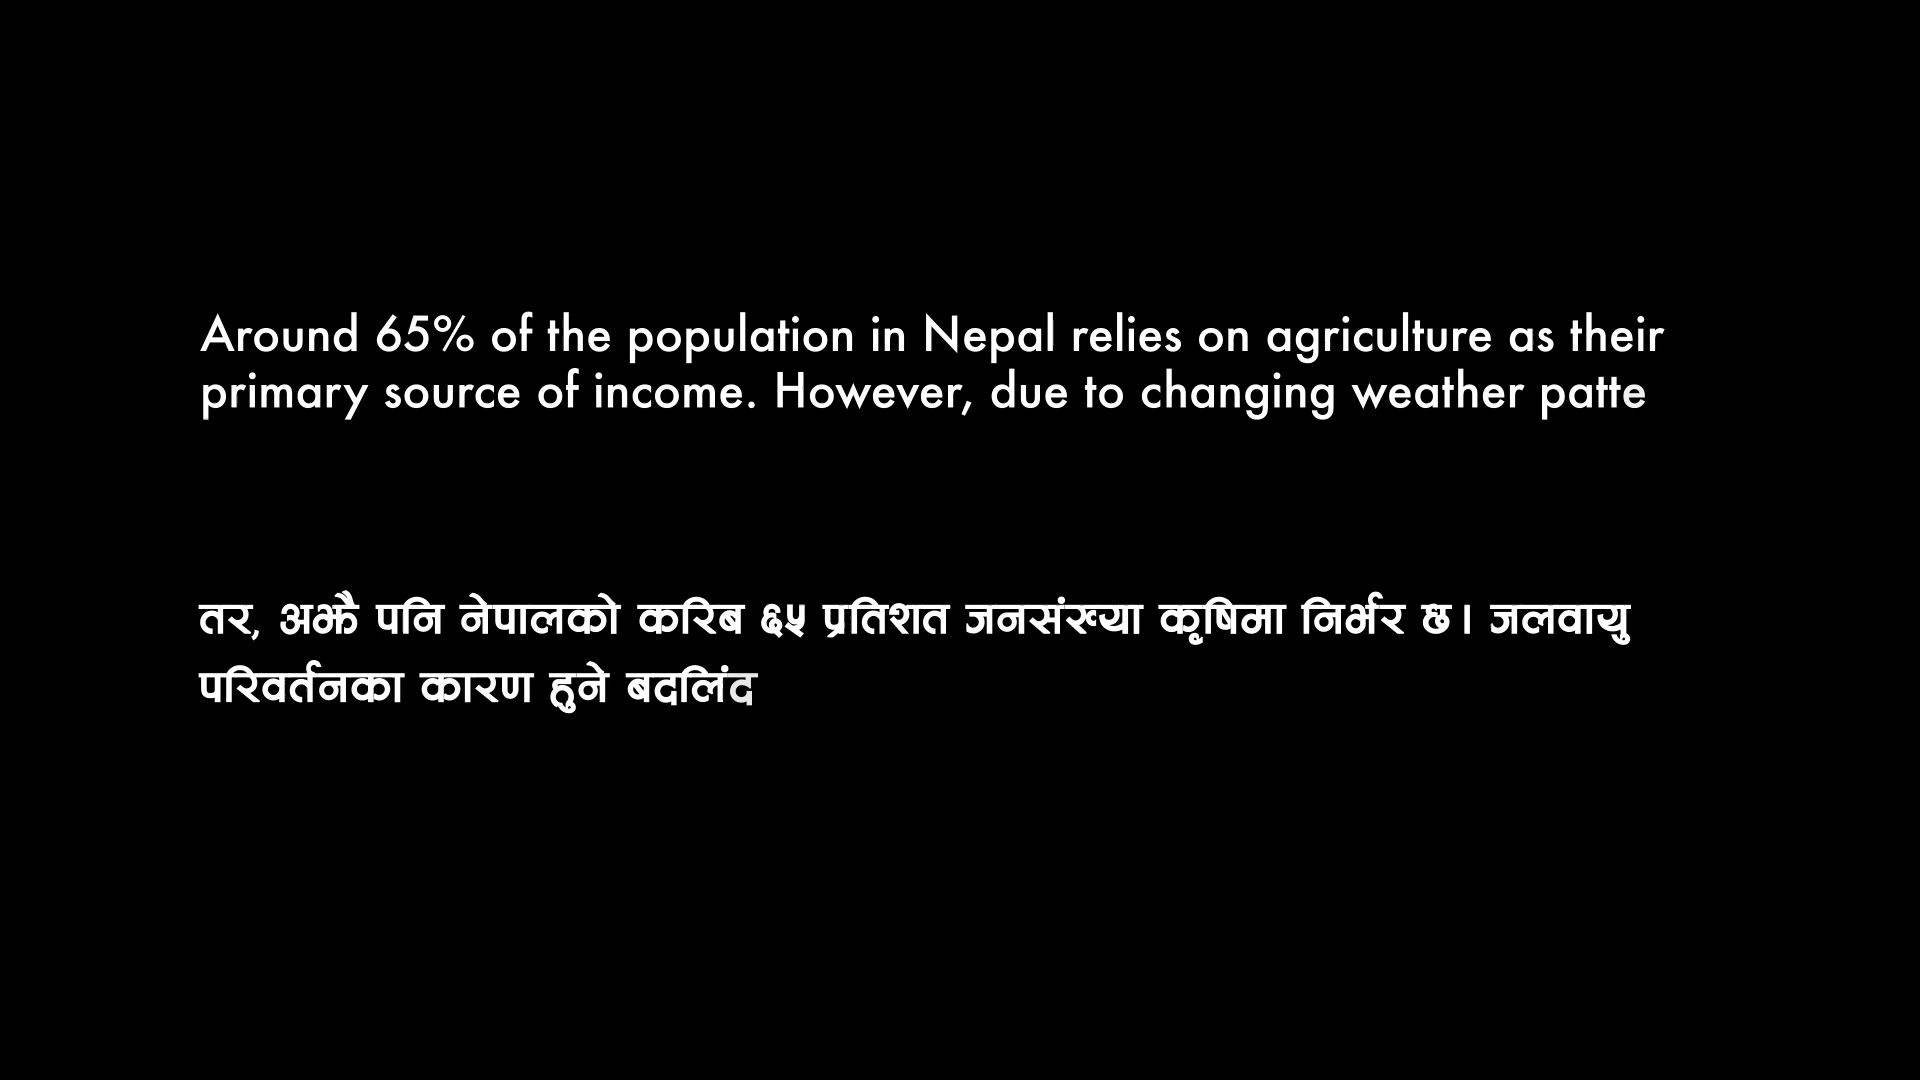 Around 65% of the population in Nepal relies on agriculture as their
primary source of income. However, due to changing weather patte
तर, अझै पनि नेपालको करिब ६५ प्रतिशत जनसंख्या कृषिमा निर्भर छ। जलवायु
परिवर्तनका कारण हुने बदलिंद